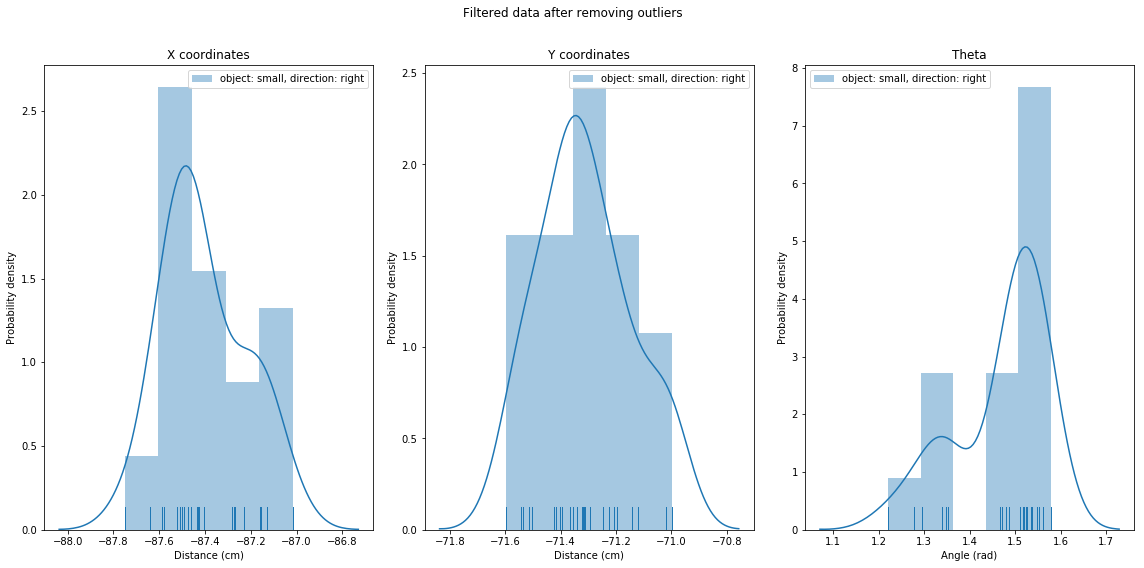 Filtered data after removing outliers
X coordinates
object: small, direction: right
Probability density
2.5
2.0
1.5
1.0
0.5
0.0
−88.0 −87.8 −87.6 −87.4 −87.2 −87.0 −86.8
Distance (cm)
Y coordinates
object: small, direction: right
Probability density
2.5
2.0
1.5
1.0
0.5
0.0
−71.8 −71.6 −71.4 −71.2 −71.0 −70.8
Distance (cm)
Theta
object: small, direction: right
Probability density
8
7
6
5
4
3
2
1
0
1.1 1.2 1.3 1.4 1.5 1.6 1.7
Angle (rad)